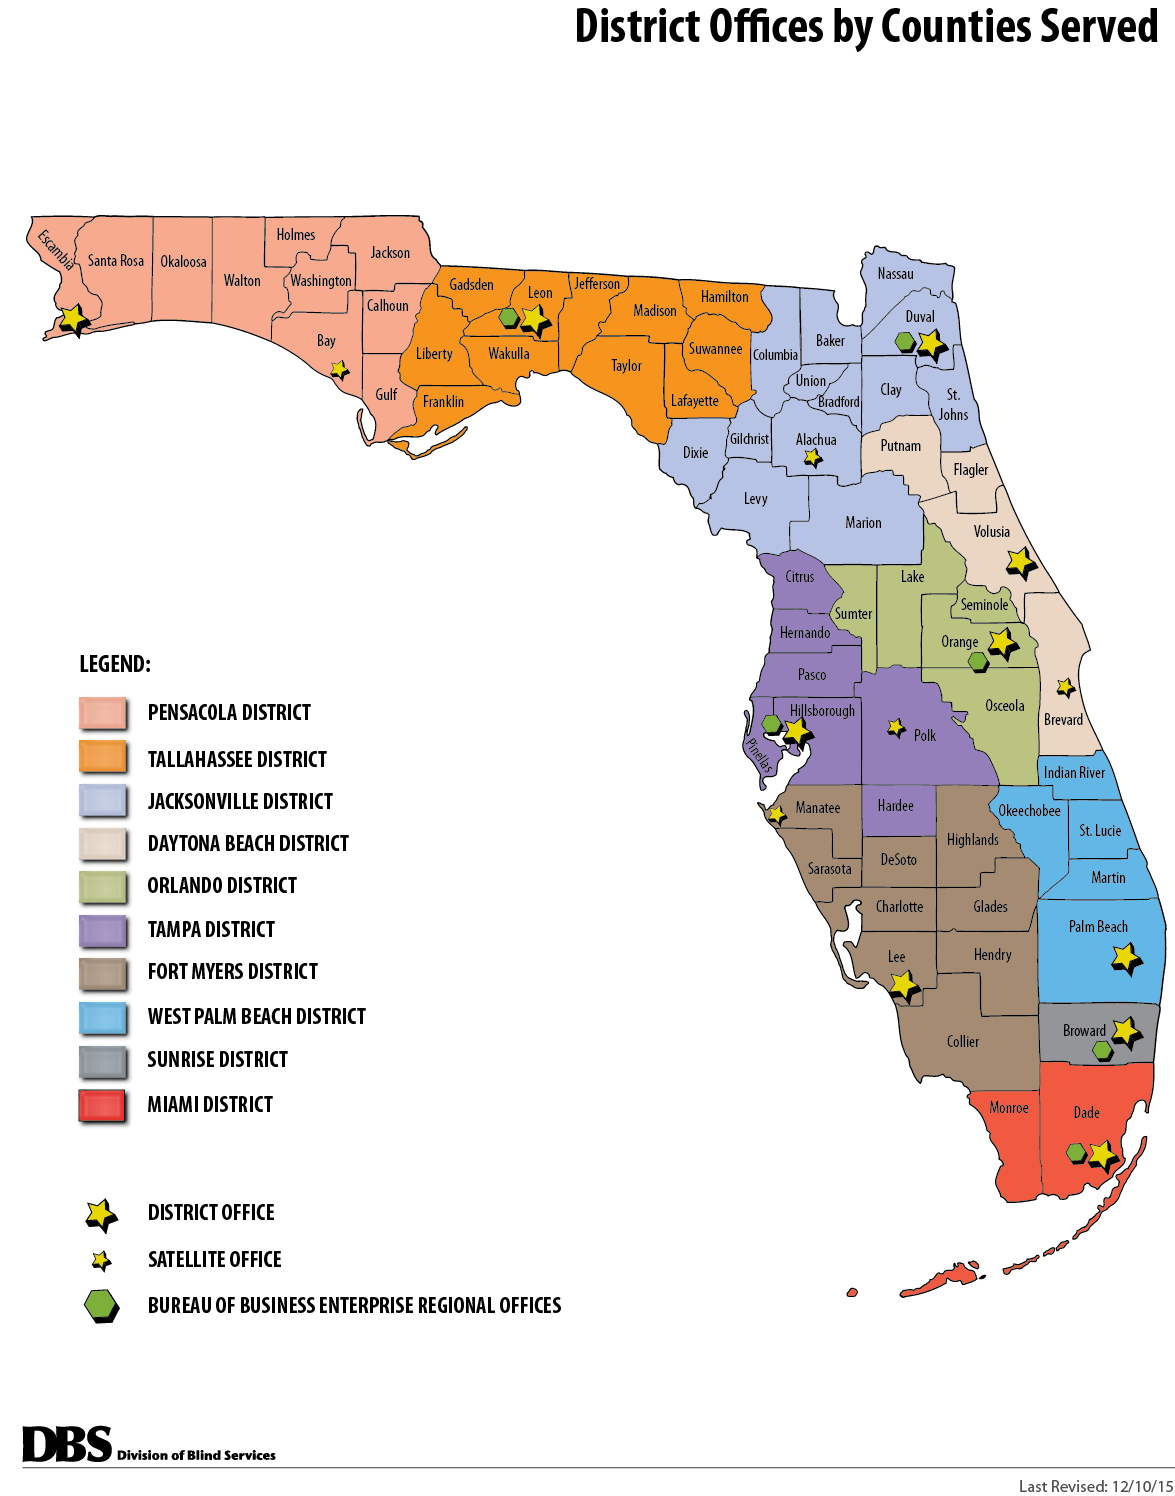 District Offices by Counties Served
Escambia
Santa Rosa
Okaloosa
Walton
Holmes
Washington
Jackson
Calhoun
Bay
Gulf
Gadsden
Leon
Jefferson
Madison
Hamilton
Liberty
Wakulla
Franklin
Taylor
Suwannee
Lafayette
Columbia
Baker
Nassau
Duval
Union
Bradford
Clay
St.
Johns
Dixie
Gilchrist
Alachua
Putnam
Flagler
Levy
Marion
Volusia
Citrus
Sumter
Lake
Seminole
Hernando
Orange
Pasco
Hillsborough
Pinellas
Polk
Osceola
Brevard
Indian River
Manatee
Hardee
Highlands
Okeechobee
St. Lucie
Sarasota
DeSoto
Martin
Charlotte
Glades
Palm Beach
Lee
Hendry
Collier
Broward
Monroe
Dade
LEGEND:
PENSACOLA DISTRICT
TALLAHASSEE DISTRICT
JACKSONVILLE DISTRICT
DAYTONA BEACH DISTRICT
ORLANDO DISTRICT
TAMPA DISTRICT
FORT MYERS DISTRICT
WEST PALM BEACH DISTRICT
SUNRISE DISTRICT
MIAMI DISTRICT
DISTRICT OFFICE
SATELLITE OFFICE
BUREAU OF BUSINESS ENTERPRISE REGIONAL OFFICES
DBS Division of Blind Services
Last Revised: 12/10/15